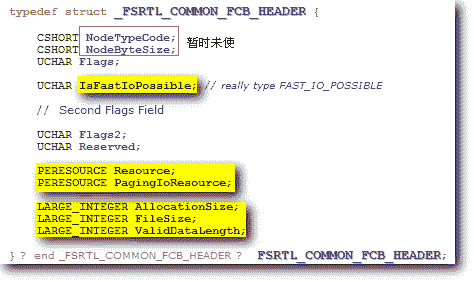 typedef struct _FSRTL_COMMON_FCB_HEADER {
CSHORT NodeTypeCode;
CSHORT NodeByteSize;
暂时未使
UCHAR Flags;
UCHAR IsFastIoPossible; // really type FAST_IO_POSSIBLE
// Second Flags Field
UCHAR Flags2;
UCHAR Reserved;
PERESOURCE Resource;
PERESOURCE PagingIoResource;
LARGE_INTEGER AllocationSize;
LARGE_INTEGER FileSize;
LARGE_INTEGER ValidDataLength;
} ? end _FSRTL_COMMON_FCB_HEADER ? FSRTL_COMMON_FCB_HEADER;